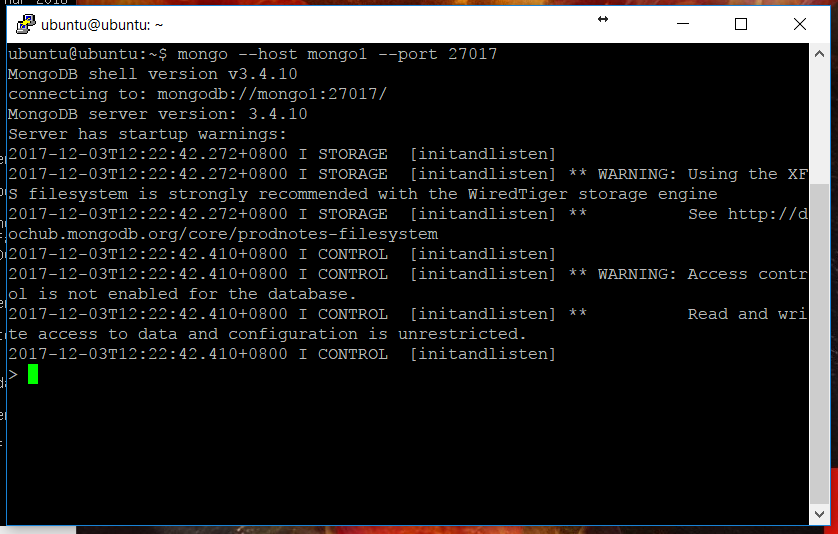 ubuntu@ubuntu: ~
ubuntu@ubuntu:~$ mongo --host mongo1 --port 27017
MongoDB shell version v3.4.10
connecting to: mongodb://mongo1:27017/
MongoDB server version: 3.4.10
Server has startup warnings:
2017-12-03T12:22:42.272+0800 I STORAGE  [initandlisten]
2017-12-03T12:22:42.272+0800 I STORAGE  [initandlisten] ** WARNING: Using the XF
S filesystem is strongly recommended with the WiredTiger storage engine
2017-12-03T12:22:42.272+0800 I STORAGE  [initandlisten] **          See http://d
ochub.mongodb.org/core/prodnotes-filesystem
2017-12-03T12:22:42.410+0800 I CONTROL  [initandlisten]
2017-12-03T12:22:42.410+0800 I CONTROL  [initandlisten] ** WARNING: Access contr
ol is not enabled for the database.
2017-12-03T12:22:42.410+0800 I CONTROL  [initandlisten] **          Read and wri
te access to data and configuration is unrestricted.
2017-12-03T12:22:42.410+0800 I CONTROL  [initandlisten]
>